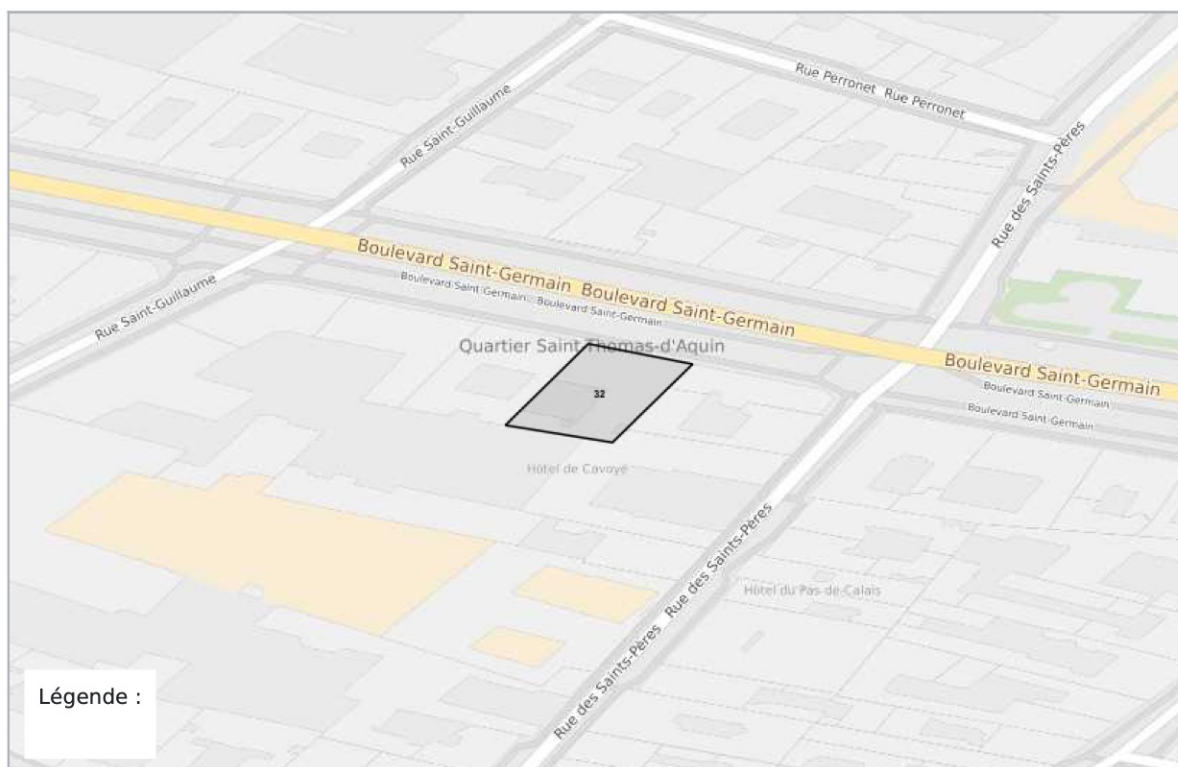 Rue Perronet Rue Perronet
Rue Saint-Guillaume
Rue des Saints-Pères
Boulevard Saint-Germain Boulevard Saint-Germain
Boulevard Saint-Germain Boulevard Saint-Germain
Rue Saint-Guillaume
Quartier Saint-Thomas-d'Aquin
Boulevard Saint-Germain
Boulevard Saint-Germain
Boulevard Saint-Germain
32
Hôtel de Cavoye
Rue des Saints-Pères Rue des Saints-Pères
Hôtel du Pas-de-Calais
Légende :